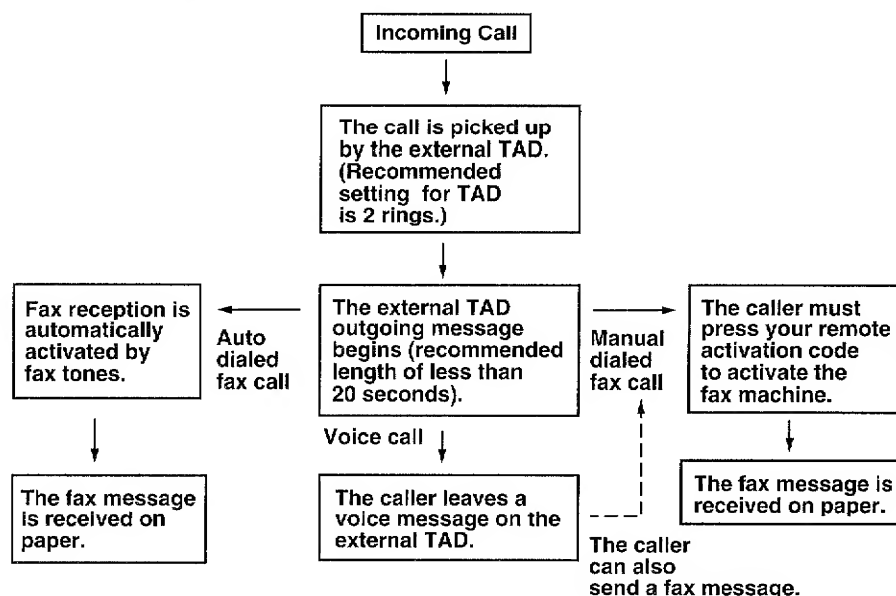 Incoming Call
The call is picked up
by the external TAD.
(Recommended
setting for TAD
is 2 rings.)
Fax reception is
automatically
activated by
fax tones.
Auto
dialed
fax call
The external TAD
outgoing message
begins (recommended
length of less than
20 seconds).
Manual
dialed
fax call
The caller must
press your remote
activation code
to activate the
fax machine.
Voice call
The fax message
is received on
paper.
The caller leaves a
voice message on the
external TAD.
The caller
can also
send a fax message.
The fax message is
received on paper.